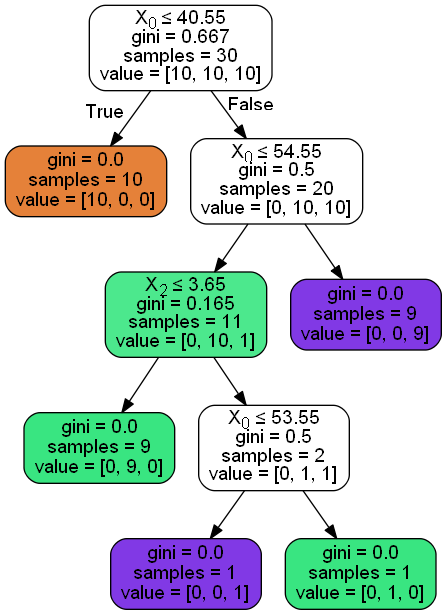 X0 ≤ 40.55
gini = 0.667
samples = 30
value = [10, 10, 10]
True
False
gini = 0.0
samples = 10
value = [10, 0, 0]
X0 ≤ 54.55
gini = 0.5
samples = 20
value = [0, 10, 10]
X2 ≤ 3.65
gini = 0.165
samples = 11
value = [0, 10, 1]
gini = 0.0
samples = 9
value = [0, 0, 9]
gini = 0.0
samples = 9
value = [0, 9, 0]
X0 ≤ 53.55
gini = 0.5
samples = 2
value = [0, 1, 1]
gini = 0.0
samples = 1
value = [0, 0, 1]
gini = 0.0
samples = 1
value = [0, 1, 0]